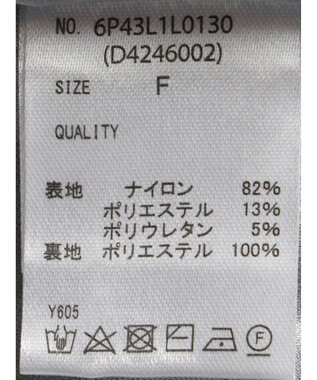 NO. 6P43L1L0130
(D4246002)
SIZE F
QUALITY
表地 ナイロン 82%
ポリエステル 13%
ポリウレタン 5%
裏地 ポリエステル 100%
Y605
F